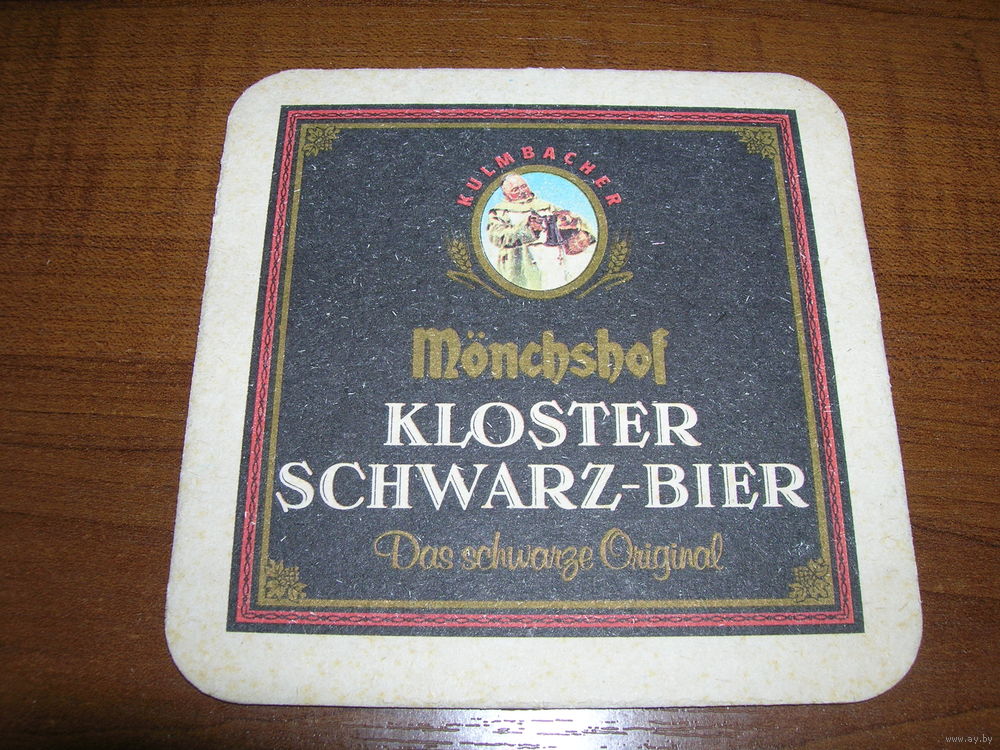 KULMBACHER
Mönchshof
KLOSTER
SCHWARZ-BIER
Das schwarze Original
www.ay.by